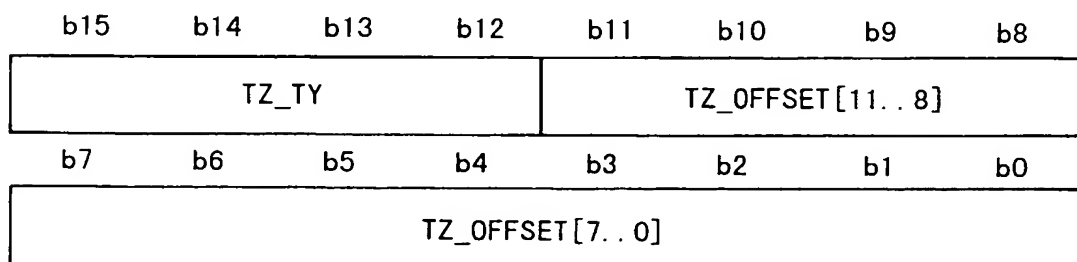 b15 b14 b13 b12 b11 b10 b9 b8
TZ_TY TZ_OFFSET[11..8]
b7 b6 b5 b4 b3 b2 b1 b0
TZ_OFFSET[7..0]